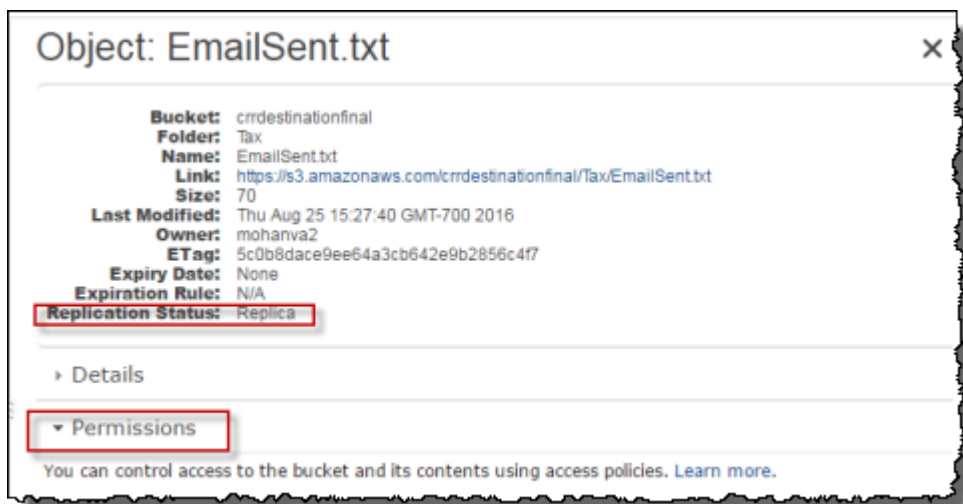 Object: EmailSent.txt
Bucket: crrdestinationfinal
Folder: Tax
Name: EmailSent.txt
Link: https://s3.amazonaws.com/crrdestinationfinal/Tax/EmailSent.txt
Size: 70
Last Modified: Thu Aug 25 15:27:40 GMT-700 2016
Owner: mohanva2
ETag: 5c0b8dace9ee64a3cb642e9b2856c4f7
Expiry Date: None
Expiration Rule: N/A
Replication Status: Replica
Details
Permissions
You can control access to the bucket and its contents using access policies. Learn more.